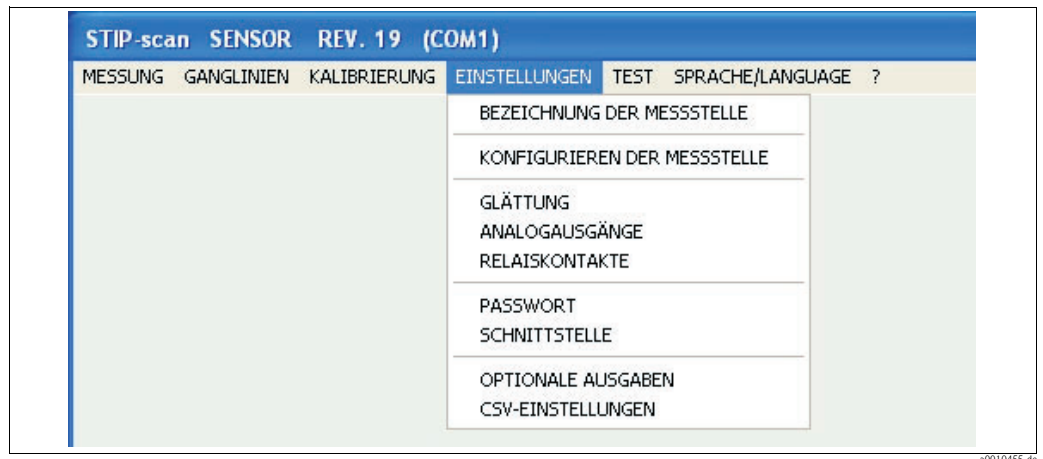 STIP-scan SENSOR REV. 19 (COM1)
MESSUNG GANGLINIEN KALIBRIERUNG EINSTELLUNGEN TEST SPRACHE/LANGUAGE ?
BEZEICHNUNG DER MESSSTELLE
KONFIGURIEREN DER MESSSTELLE
GLÄTTUNG
ANALOGAUSGÄNGE
RELAISKONTAKTE
PASSWORT
SCHNITTSTELLE
OPTIONALE AUSGABEN
CSV-EINSTELLUNGEN